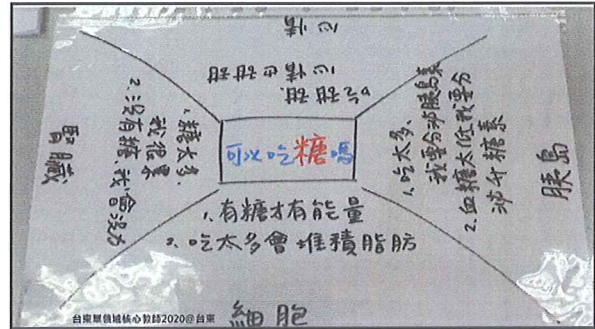 可以吃糖嗎
吃甜甜,
心情也甜甜
心情
1. 糖太多,
我很累
2. 沒有糖、我會沒力
腎臟
1. 吃太多、
我要分泌胰島素
2. 血糖太低我要分
泌升糖素
胰島
1. 有糖才有能量
2. 吃太多會堆積脂肪
細胞
台東縣領域核心教師2020@台東